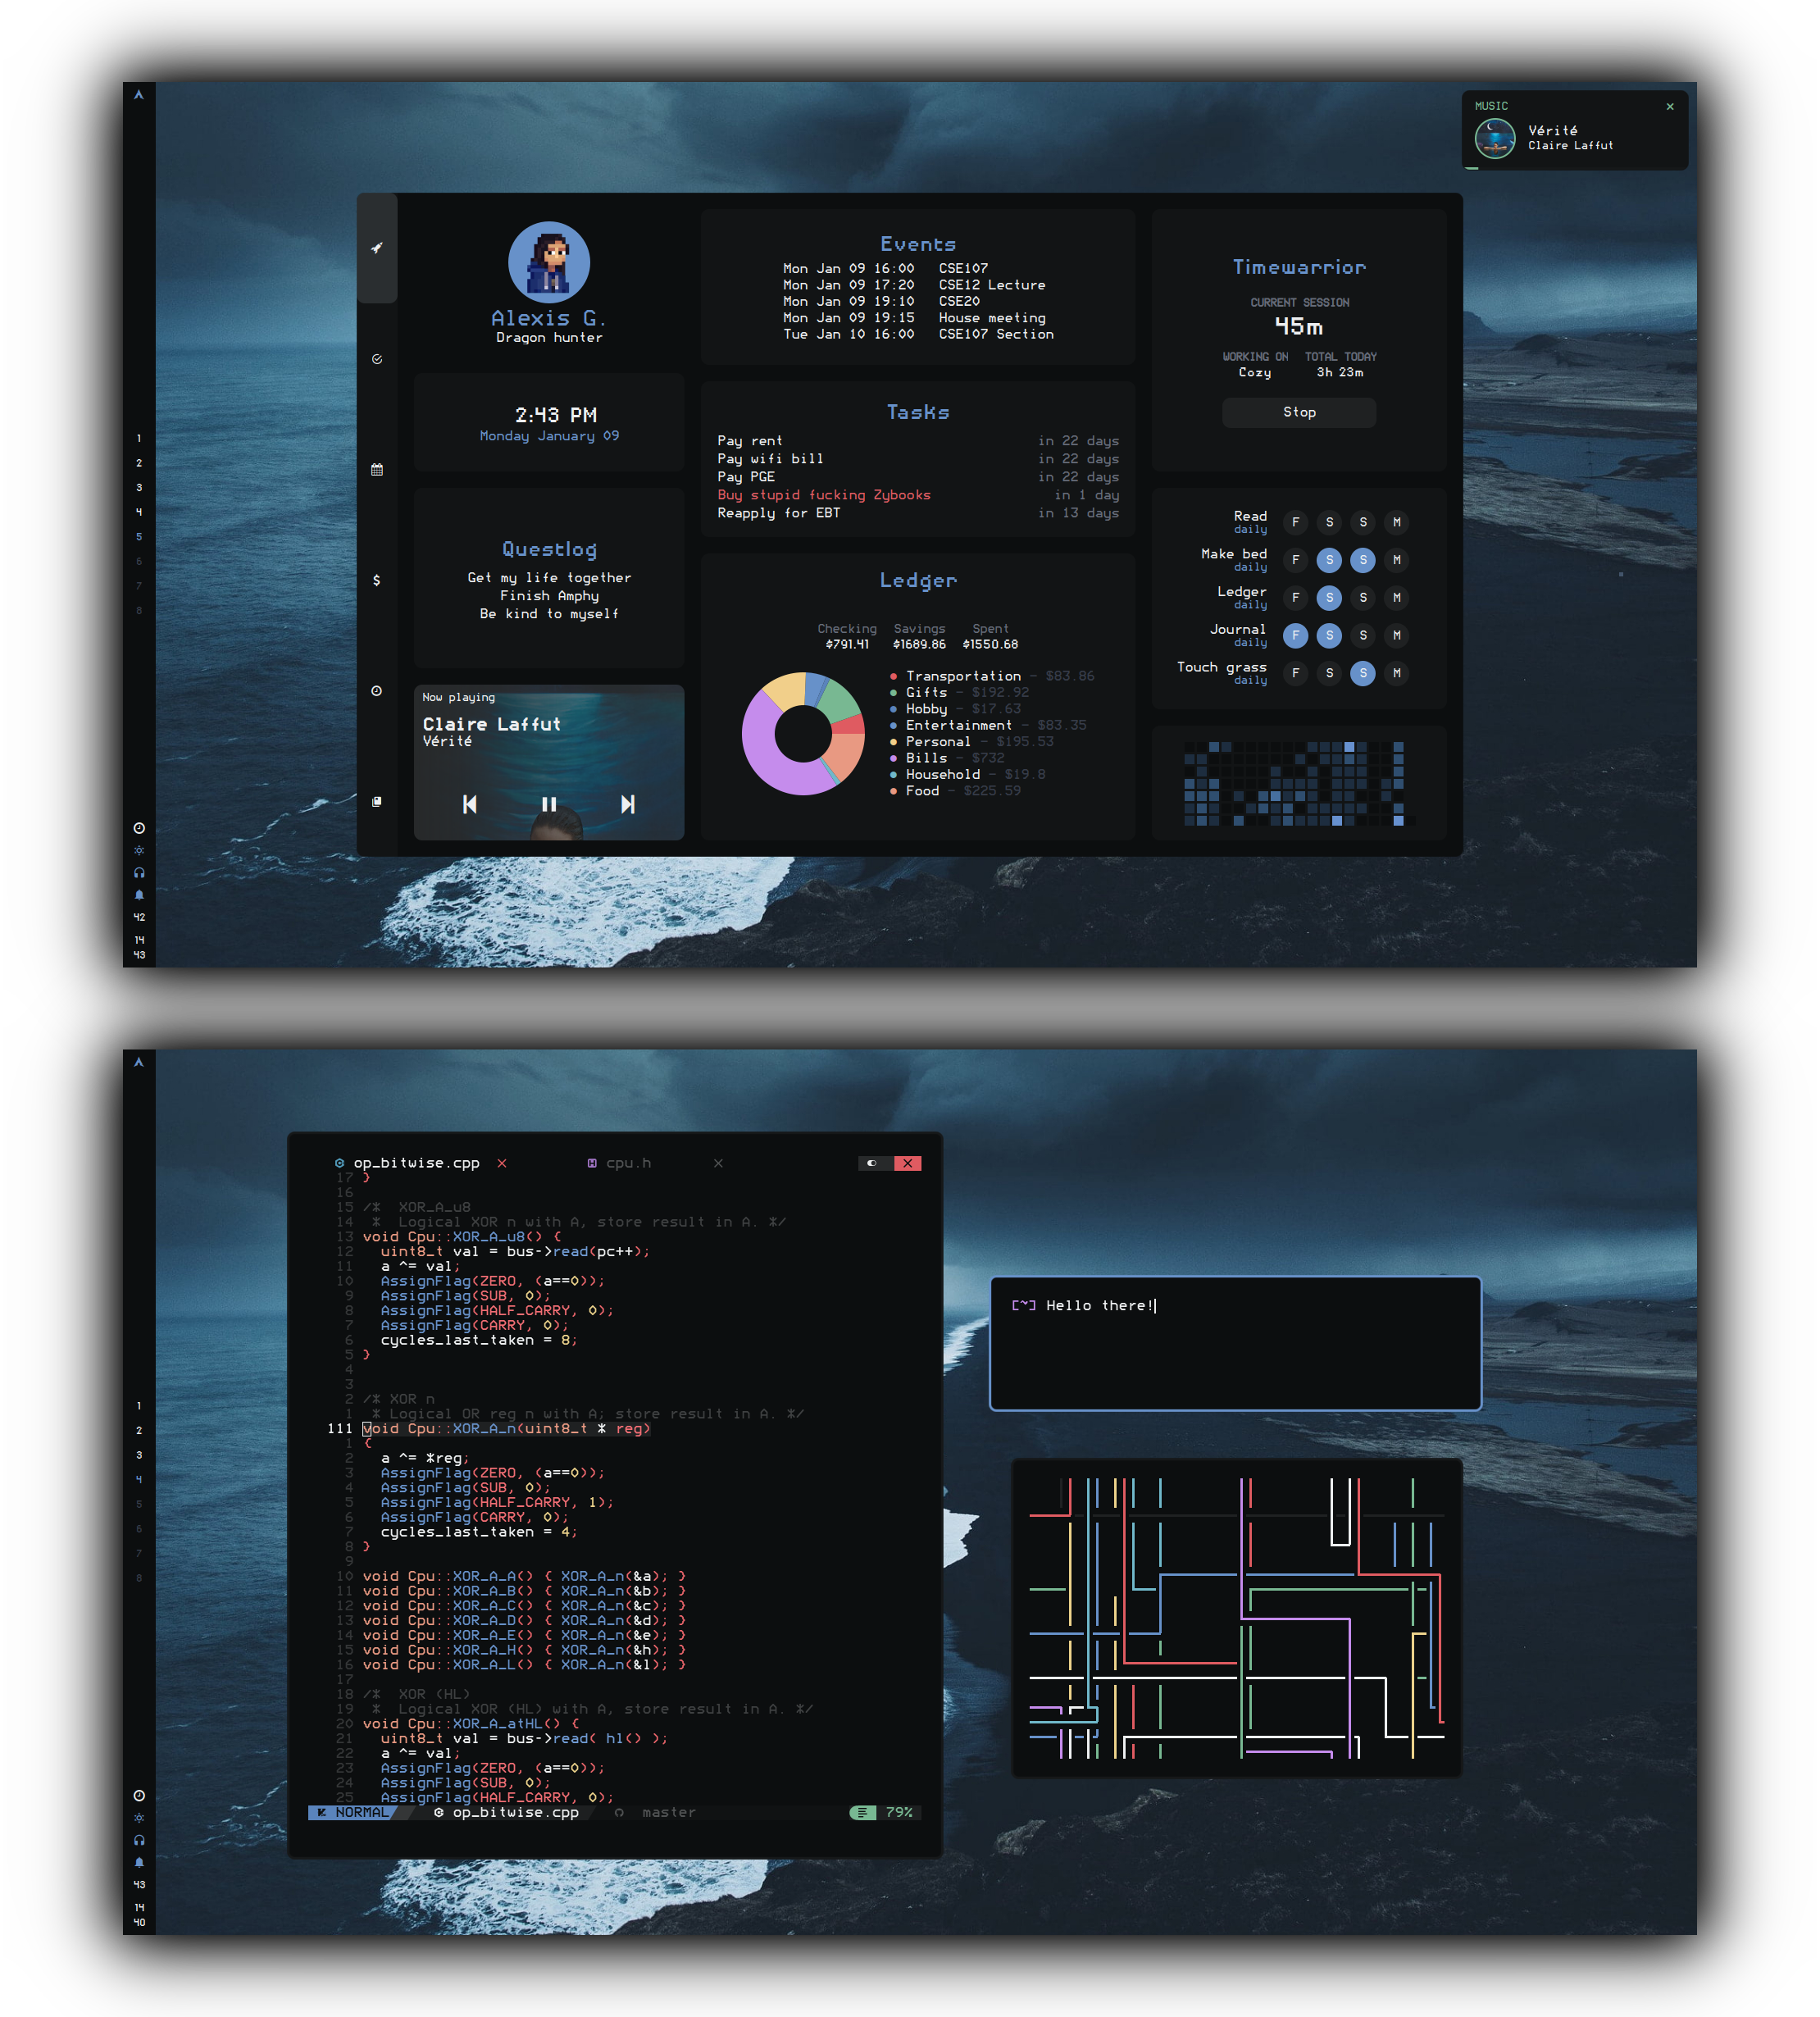 MUSIC
Vérité
Claire Laffut
Alexis G.
Dragon hunter
2:43 PM
Monday January 09
Questlog
Get my life together
Finish Amphy
Be kind to myself
Now playing
Claire Laffut
Vérité
Events
Mon Jan 09 16:00 CSE107
Mon Jan 09 17:20 CSE12 Lecture
Mon Jan 09 19:10 CSE20
Mon Jan 09 19:15 House meeting
Tue Jan 10 16:00 CSE107 Section
Tasks
Pay rent in 22 days
Pay wifi bill in 22 days
Pay PGE in 22 days
Buy stupid fucking Zybooks in 1 day
Reapply for EBT in 13 days
Ledger
Checking Savings Spent
$791.41 $1689.86 $1550.68
Transportation - $83.86
Gifts - $192.92
Hobby - $17.63
Entertainment - $83.35
Personal - $195.53
Bills - $732
Household - $19.8
Food - $225.59
Timewarrior
CURRENT SESSION
45m
WORKING ON TOTAL TODAY
Cozy 3h 23m
Stop
Read F S S M
daily
Make bed F S S M
daily
Ledger F S S M
daily
Journal F S S M
daily
Touch grass F S S M
daily
1
2
3
4
5
6
7
8
42
14
43
op_bitwise.cpp cpu.h
17 }
16
15 /*  XOR_A_u8
14  *  Logical XOR n with A, store result in A. */
13 void Cpu::XOR_A_u8() {
12   uint8_t val = bus->read(pc++);
11   a ^= val;
10   AssignFlag(ZERO, (a==0));
9   AssignFlag(SUB, 0);
8   AssignFlag(HALF_CARRY, 0);
7   AssignFlag(CARRY, 0);
6   cycles_last_taken = 8;
5 }
4
3
2 /* XOR n
1  * Logical OR reg n with A; store result in A. */
111 void Cpu::XOR_A_n(uint8_t * reg)
1 {
2   a ^= *reg;
3   AssignFlag(ZERO, (a==0));
4   AssignFlag(SUB, 0);
5   AssignFlag(HALF_CARRY, 1);
6   AssignFlag(CARRY, 0);
7   cycles_last_taken = 4;
8 }
9
10 void Cpu::XOR_A_A() { XOR_A_n(&a); }
11 void Cpu::XOR_A_B() { XOR_A_n(&b); }
12 void Cpu::XOR_A_C() { XOR_A_n(&c); }
13 void Cpu::XOR_A_D() { XOR_A_n(&d); }
14 void Cpu::XOR_A_E() { XOR_A_n(&e); }
15 void Cpu::XOR_A_H() { XOR_A_n(&h); }
16 void Cpu::XOR_A_L() { XOR_A_n(&l); }
17
18 /*  XOR (HL)
19  *  Logical XOR (HL) with A, store result in A. */
20 void Cpu::XOR_A_atHL() {
21   uint8_t val = bus->read( hl() );
22   a ^= val;
23   AssignFlag(ZERO, (a==0));
24   AssignFlag(SUB, 0);
25   AssignFlag(HALF_CARRY, 0);
NORMAL op_bitwise.cpp master 79%
[~] Hello there!
1
2
3
4
5
6
7
8
43
14
40